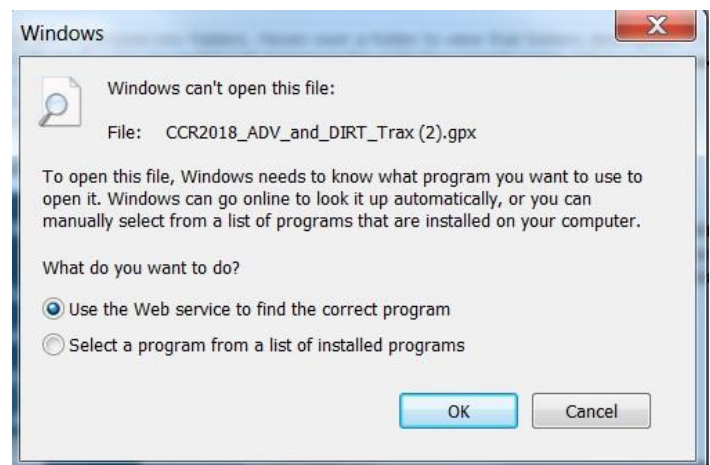 Windows
Windows can't open this file:
File: CCR2018_ADV_and_DIRT_Trax (2).gpx
To open this file, Windows needs to know what program you want to use to
open it. Windows can go online to look it up automatically, or you can
manually select from a list of programs that are installed on your computer.
What do you want to do?
Use the Web service to find the correct program
Select a program from a list of installed programs
OK
Cancel